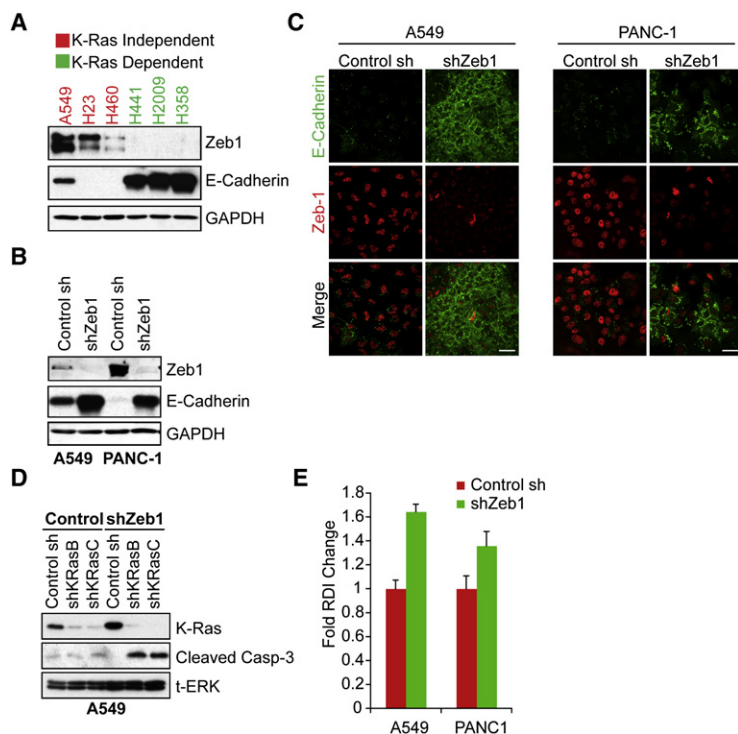 A
K-Ras Independent
K-Ras Dependent
A549 H23 H460 H441 H2009 H358
Zeb1
E-Cadherin
GAPDH
B
Control sh shZeb1 Control sh shZeb1
Zeb1
E-Cadherin
GAPDH
A549 PANC-1
C
A549 PANC-1
Control sh shZeb1 Control sh shZeb1
E-Cadherin
Zeb-1
Merge
D
Control shZeb1
Control sh shKRasB shKRasC Control sh shKRasB shKRasC
K-Ras
Cleaved Casp-3
t-ERK
A549
E
Control sh
shZeb1
Fold RDI Change
1.8
1.6
1.4
1.2
1
0.8
0.6
0.4
0.2
0
A549 PANC1